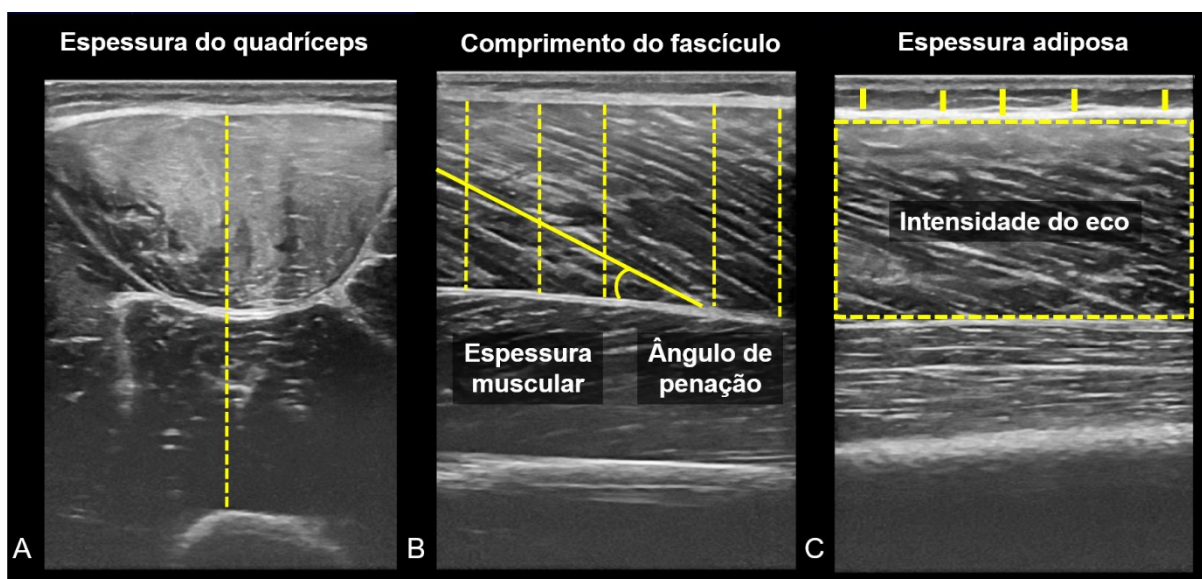 Espessura do quadríceps
Comprimento do fascículo
Espessura adiposa
Intensidade do eco
Espessura
muscular
Ângulo de
penação
A
B
C